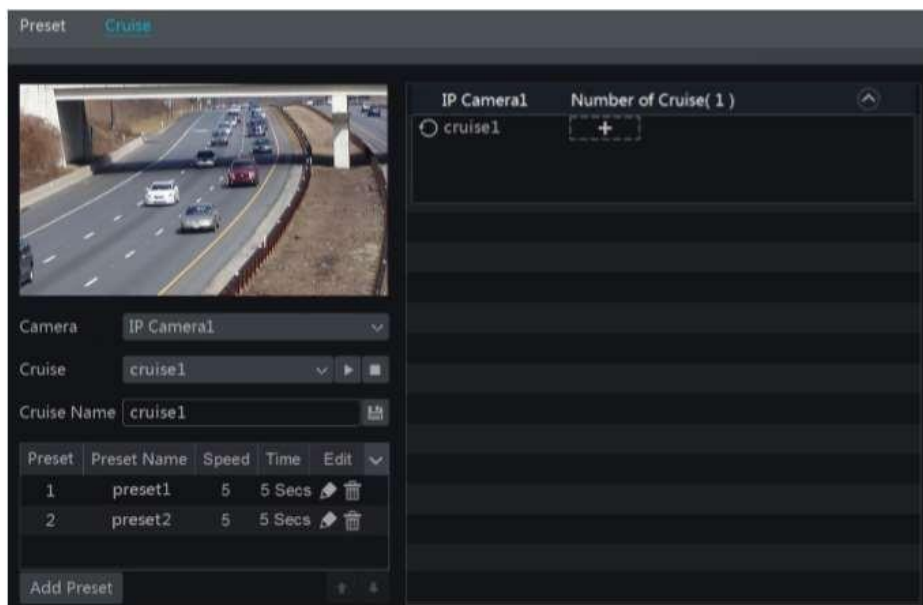 Preset Cruise
IP Camera1 Number of Cruise( 1 )
cruise1
Camera IP Camera1
Cruise cruise1
Cruise Name cruise1
Preset Preset Name Speed Time Edit
1 preset1 5 5 Secs
2 preset2 5 5 Secs
Add Preset